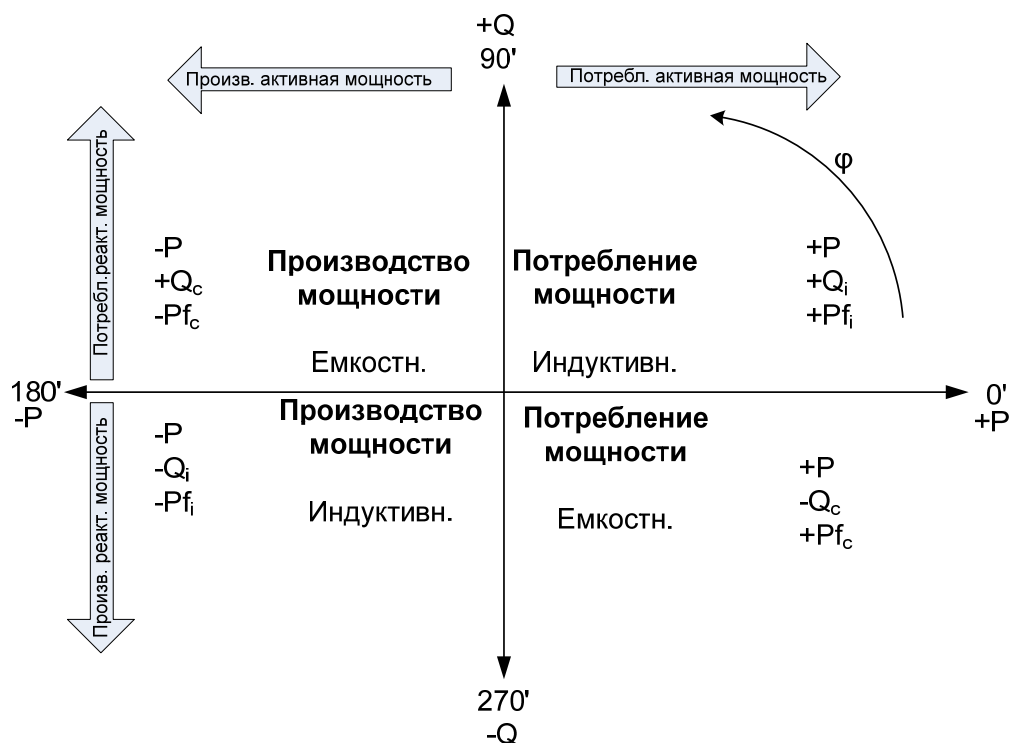 +Q
90'
Произв. активная мощность
Потребл. активная мощность
φ
Потребл.реакт. мощность
-P
+Qc
-Pfc
Производство
мощности
Емкостн.
Потребление
мощности
Индуктивн.
+P
+Qi
+Pfi
180'
-P
0'
+P
Произв. реакт. мощность
-P
-Qi
-Pfi
Производство
мощности
Индуктивн.
Потребление
мощности
Емкостн.
+P
-Qc
+Pfc
270'
-Q